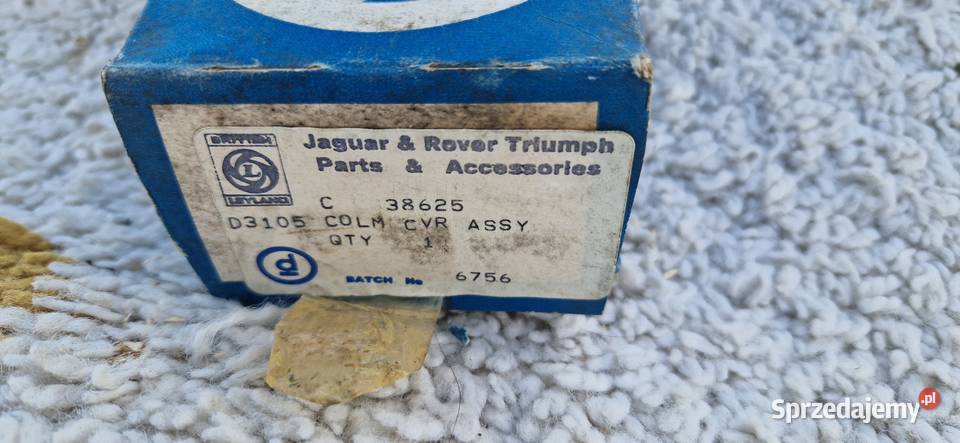 BRITISH
L
LEYLAND
Jaguar & Rover Triumph
Parts & Accessories
C 38625
D3105 COLM CVR ASSY
QTY 1
d
BATCH No 6756
Sprzedajemy.pl